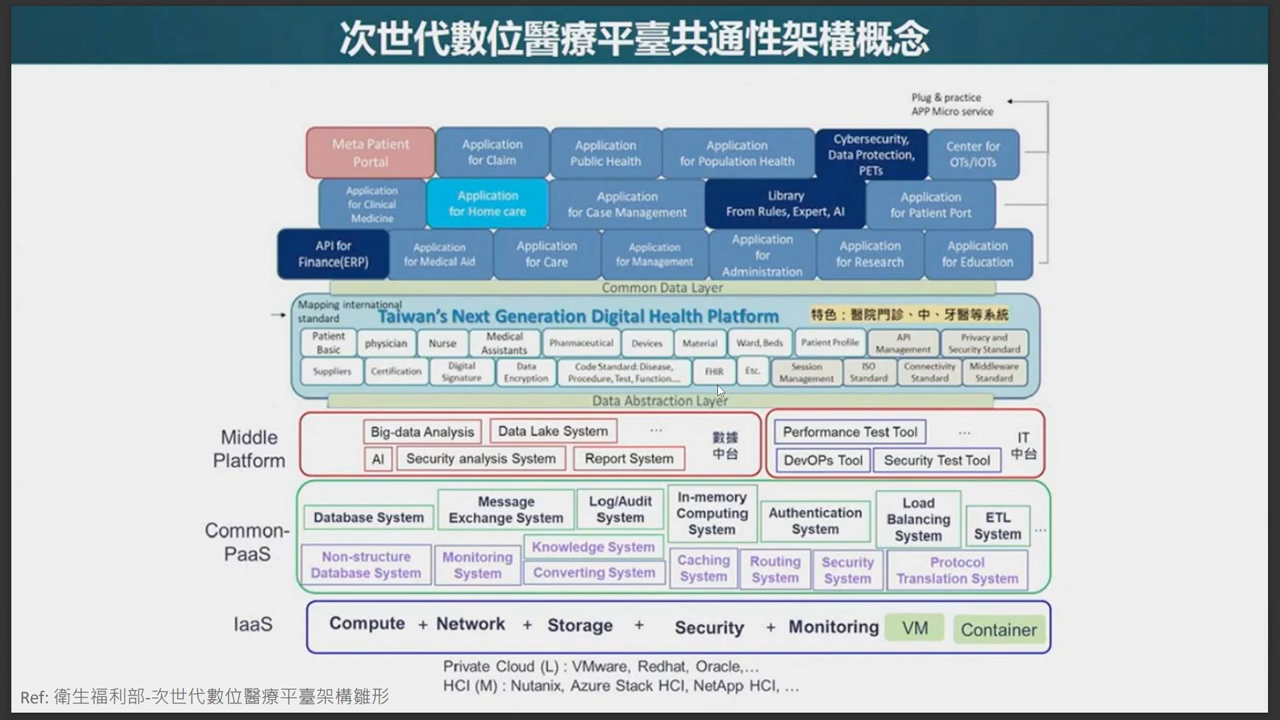 次世代數位醫療平臺共通性架構概念
Plug & practice
APP Micro service
Meta Patient
Portal
Application
for Claim
Application
Public Health
Application
for Population Health
Cybersecurity,
Data Protection,
PETs
Center for
OTs/IOTs
Application
for Clinical
Medicine
Application
for Home care
Application
for Case Management
Library
From Rules, Expert, AI
Application
for Patient Port
API for
Finance(ERP)
Application
for Medical Aid
Application
for Care
Application
for Management
Application
for
Administration
Application
for Research
Application
for Education
Common Data Layer
Mapping international
standard
Taiwan's Next Generation Digital Health Platform
特色：醫院門診、中、牙醫等系統
Patient
Basic
physician
Nurse
Medical
Assistants
Pharmaceutical
Devices
Material
Ward, Beds
Patient Profile
API
Management
Privacy and
Security Standard
Suppliers
Certification
Digital
Signature
Data
Encryption
Code Standard: Disease,
Procedure, Test, Function....
FHIR
Etc.
Session
Management
ISO
Standard
Connectivity
Standard
Middleware
Standard
Data Abstraction Layer
Middle
Platform
Big-data Analysis
Data Lake System
...
AI
Security analysis System
Report System
數據
中台
Performance Test Tool
...
DevOPs Tool
Security Test Tool
IT
中台
Common-
PaaS
Database System
Message
Exchange System
Log/Audit
System
In-memory
Computing
System
Authentication
System
Load
Balancing
System
ETL
System
...
Non-structure
Database System
Monitoring
System
Knowledge System
Converting System
Caching
System
Routing
System
Security
System
Protocol
Translation System
IaaS
Compute + Network + Storage + Security + Monitoring VM Container
Private Cloud (L) : VMware, Redhat, Oracle,...
HCI (M) : Nutanix, Azure Stack HCI, NetApp HCI, ...
Ref: 衛生福利部-次世代數位醫療平臺架構雛形